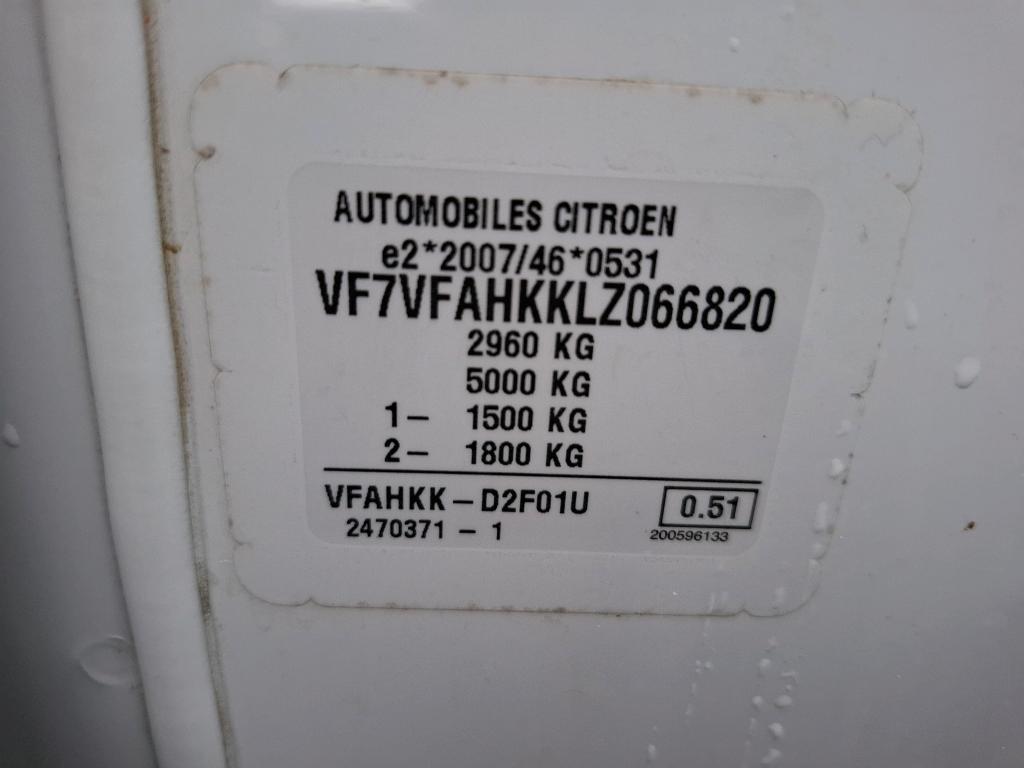 AUTOMOBILES CITROEN
e2*2007/46*0531
VF7VFAHKKLZ066820
2960 KG
5000 KG
1- 1500 KG
2- 1800 KG
VFAHKK-D2F01U 0.51
2470371-1 200596133